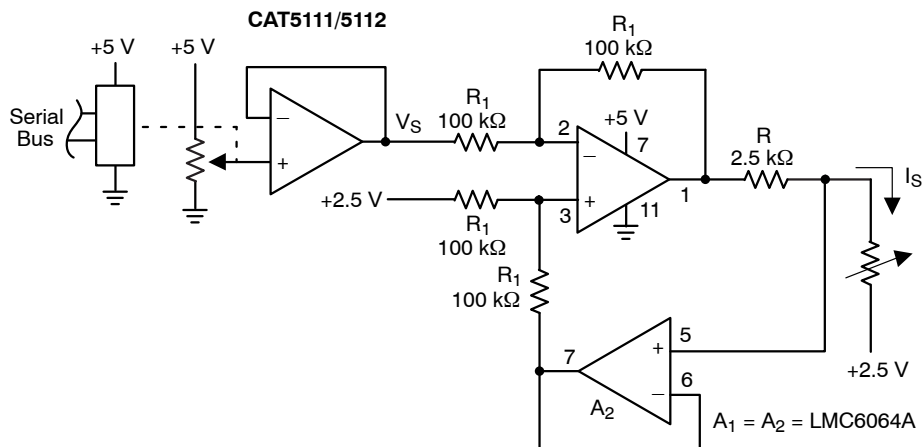 CAT5111/5112
+5 V
+5 V
Serial
Bus
−
+
VS
R1
100 kΩ
R1
100 kΩ
+5 V
2
7
−
+
3
11
1
R
2.5 kΩ
IS
+2.5 V
R1
100 kΩ
R1
100 kΩ
5
+
7
6
−
A2
+2.5 V
A1 = A2 = LMC6064A